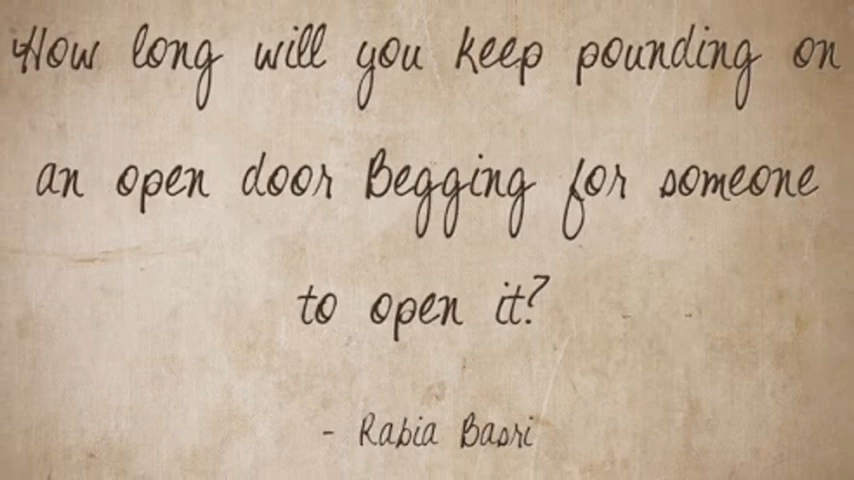 How long will you keep pounding on
an open door Begging for someone
to open it?
- Rabia Basri